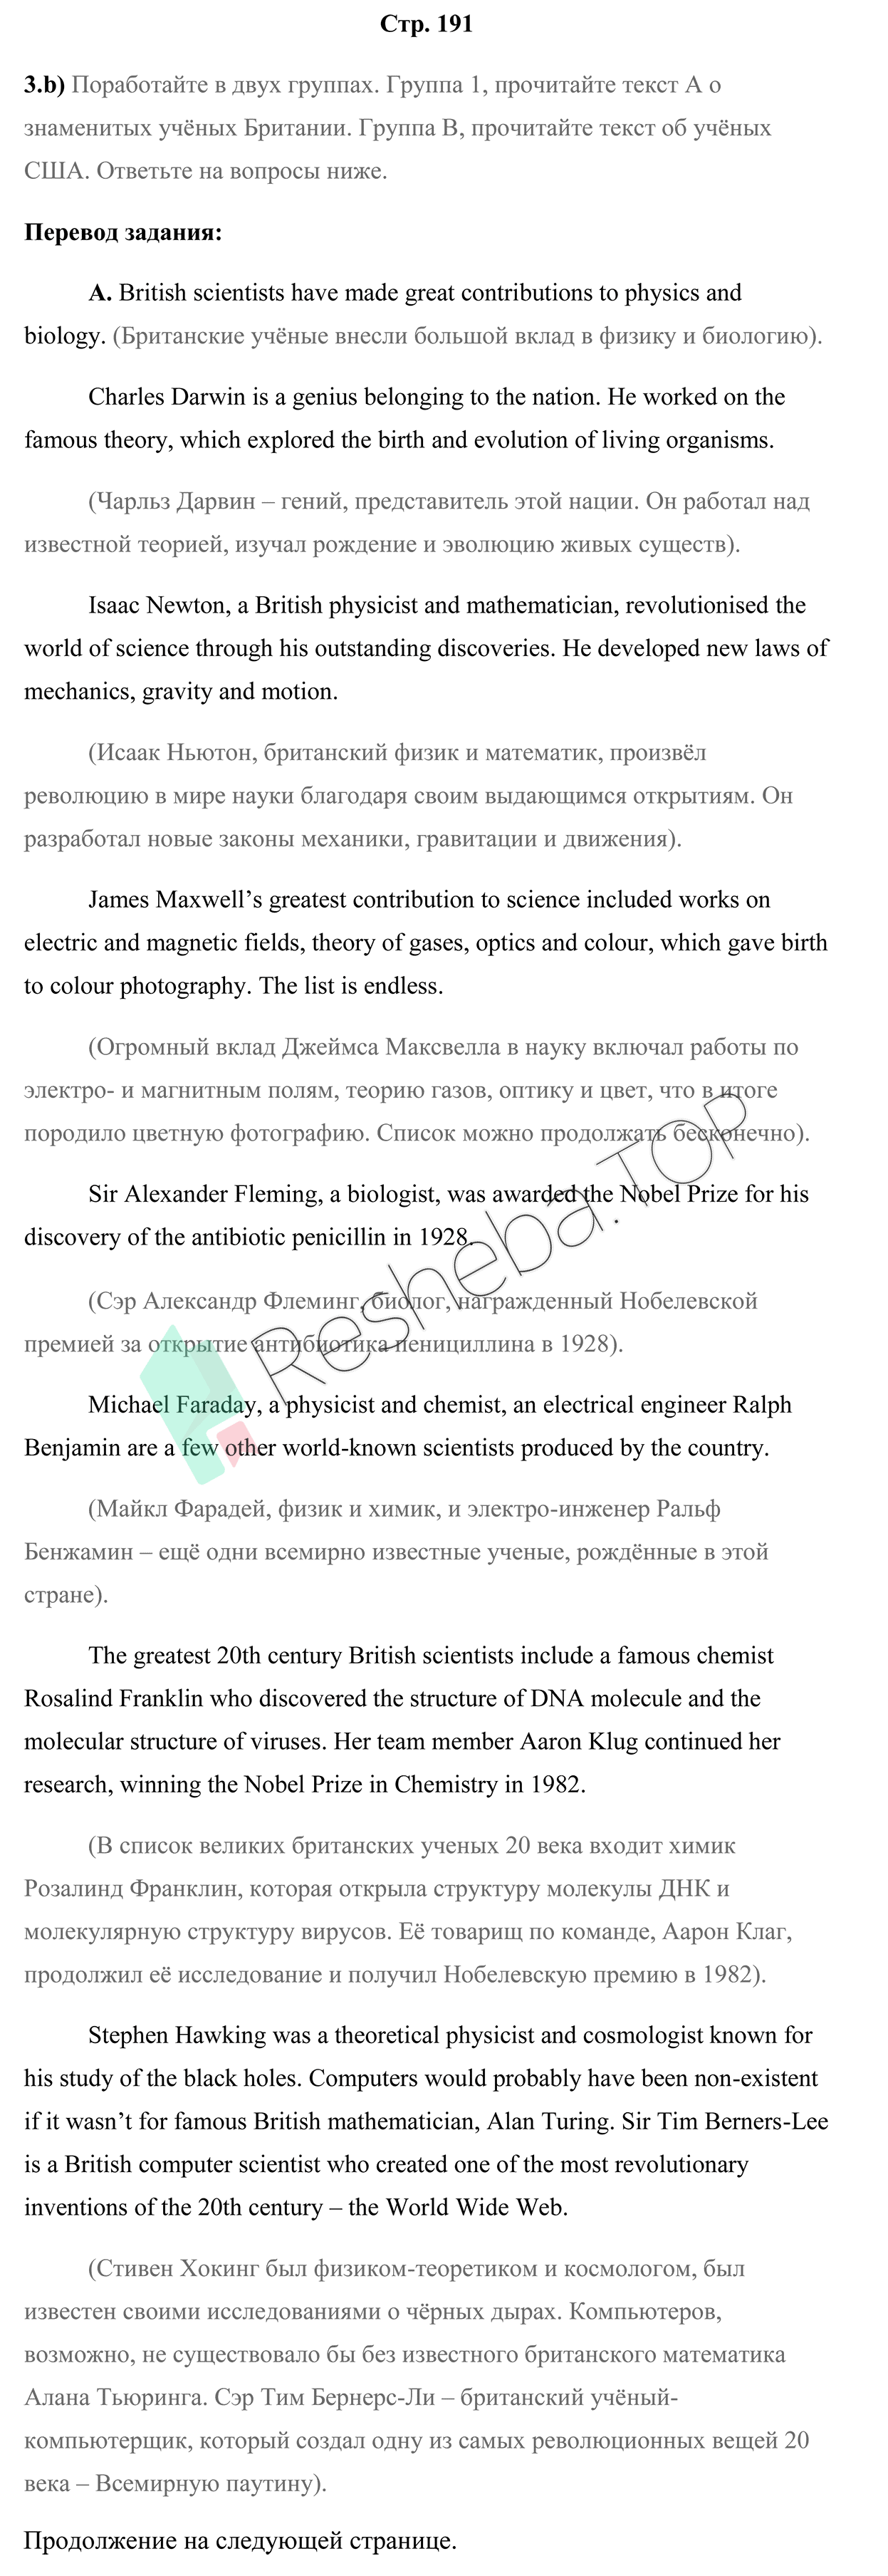 Стр. 191
3.b) Поработайте в двух группах. Группа 1, прочитайте текст А о
знаменитых учёных Британии. Группа В, прочитайте текст об учёных
США. Ответьте на вопросы ниже.
Перевод задания:
A. British scientists have made great contributions to physics and
biology. (Британские учёные внесли большой вклад в физику и биологию).
Charles Darwin is a genius belonging to the nation. He worked on the
famous theory, which explored the birth and evolution of living organisms.
(Чарльз Дарвин – гений, представитель этой нации. Он работал над
известной теорией, изучал рождение и эволюцию живых существ).
Isaac Newton, a British physicist and mathematician, revolutionised the
world of science through his outstanding discoveries. He developed new laws of
mechanics, gravity and motion.
(Исаак Ньютон, британский физик и математик, произвёл
революцию в мире науки благодаря своим выдающимся открытиям. Он
разработал новые законы механики, гравитации и движения).
James Maxwell’s greatest contribution to science included works on
electric and magnetic fields, theory of gases, optics and colour, which gave birth
to colour photography. The list is endless.
(Огромный вклад Джеймса Максвелла в науку включал работы по
электро- и магнитным полям, теорию газов, оптику и цвет, что в итоге
породило цветную фотографию. Список можно продолжать бесконечно).
Sir Alexander Fleming, a biologist, was awarded the Nobel Prize for his
discovery of the antibiotic penicillin in 1928.
(Сэр Александр Флеминг, биолог, награжденный Нобелевской
премией за открытие антибиотика пенициллина в 1928).
Resheba.TOP
Michael Faraday, a physicist and chemist, an electrical engineer Ralph
Benjamin are a few other world-known scientists produced by the country.
(Майкл Фарадей, физик и химик, и электро-инженер Ральф
Бенжамин – ещё одни всемирно известные ученые, рождённые в этой
стране).
The greatest 20th century British scientists include a famous chemist
Rosalind Franklin who discovered the structure of DNA molecule and the
molecular structure of viruses. Her team member Aaron Klug continued her
research, winning the Nobel Prize in Chemistry in 1982.
(В список великих британских ученых 20 века входит химик
Розалинд Франклин, которая открыла структуру молекулы ДНК и
молекулярную структуру вирусов. Её товарищ по команде, Аарон Клаг,
продолжил её исследование и получил Нобелевскую премию в 1982).
Stephen Hawking was a theoretical physicist and cosmologist known for
his study of the black holes. Computers would probably have been non-existent
if it wasn’t for famous British mathematician, Alan Turing. Sir Tim Berners-Lee
is a British computer scientist who created one of the most revolutionary
inventions of the 20th century – the World Wide Web.
(Стивен Хокинг был физиком-теоретиком и космологом, был
известен своими исследованиями о чёрных дырах. Компьютеров,
возможно, не существовало бы без известного британского математика
Алана Тьюринга. Сэр Тим Бернерс-Ли – британский учёный-
компьютерщик, который создал одну из самых революционных вещей 20
века – Всемирную паутину).
Продолжение на следующей странице.